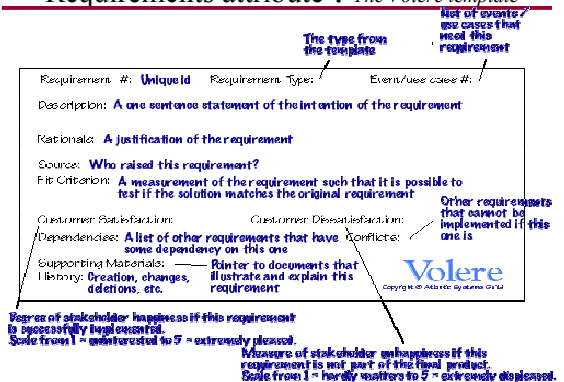 Requirements attribute : The Volere template
list of events /
use cases that
need this
requirement
The type from
the template
Requirement #: Unique id Requirement Type: Event/use case #:
Description: A one sentence statement of the intention of the requirement
Rationale: A justification of the requirement
Source: Who raised this requirement?
Fit Criterion: A measurement of the requirement such that it is possible to
test if the solution matches the original requirement
Other requirements
that cannot be
implemented if this
one is
Customer Satisfaction: Customer Dissatisfaction:
Dependencies: A list of other requirements that have Conflicts:
some dependency on this one
Supporting Materials: Pointer to documents that
illustrate and explain this
requirement
History: Creation, changes,
deletions, etc.
Volere
Copyright © Atlantic Systems Guild
Degree of stakeholder happiness if this requirement
is successfully implemented.
Scale from 1 = uninterested to 5 = extremely pleased.
Measure of stakeholder unhappiness if this
requirement is not part of the final product.
Scale from 1 = hardly matters to 5 = extremely displeased.